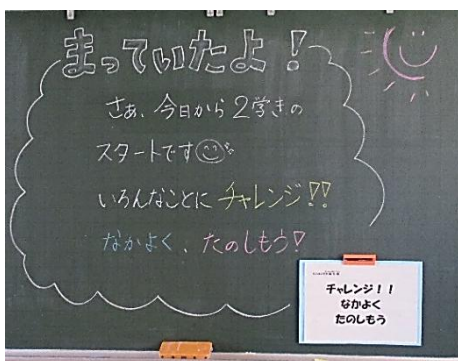 まっていたよ!
さあ、今日から2学きの
スタートです
いろんなことにチャレンジ!!
なかよく、たのしもう!
チャレンジ!!
なかよく
たのしもう